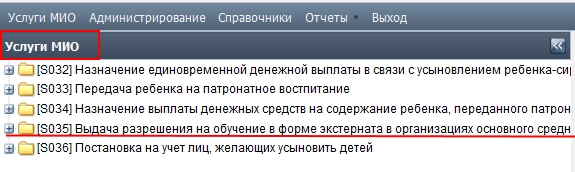 Услуги МИО Администрирование Справочники Отчеты Выход
Услуги МИО
[S032] Назначение единовременной денежной выплаты в связи с усыновлением ребенка-сир
[S033] Передача ребенка на патронатное воспитание
[S034] Назначение выплаты денежных средств на содержание ребенка, переданного патрон
[S035] Выдача разрешения на обучение в форме экстерната в организациях основного средн
[S036] Постановка на учет лиц, желающих усыновить детей